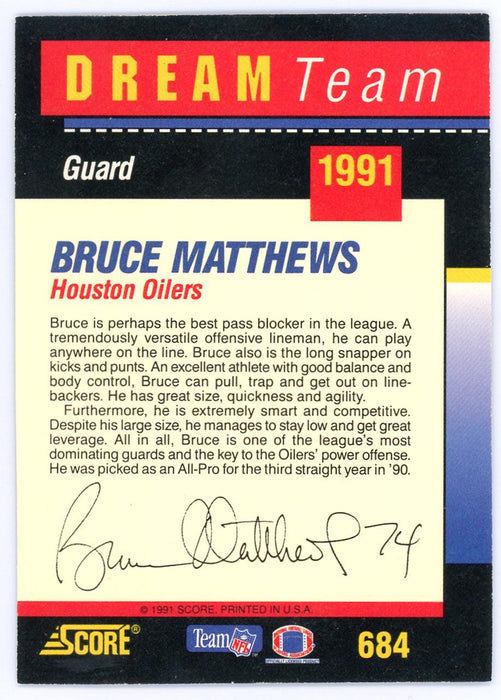 DREAM Team
Guard
1991
BRUCE MATTHEWS
Houston Oilers
Bruce is perhaps the best pass blocker in the league. A
tremendously versatile offensive lineman, he can play
anywhere on the line. Bruce also is the long snapper on
kicks and punts. An excellent athlete with good balance and
body control, Bruce can pull, trap and get out on line-
backers. He has great size, quickness and agility.
Furthermore, he is extremely smart and competitive.
Despite his large size, he manages to stay low and get great
leverage. All in all, Bruce is one of the league's most
dominating guards and the key to the Oilers' power offense.
He was picked as an All-Pro for the third straight year in '90.
Bruce Matthews 74
© 1991 SCORE. PRINTED IN U.S.A.
SCORE® Team NFL™ 684